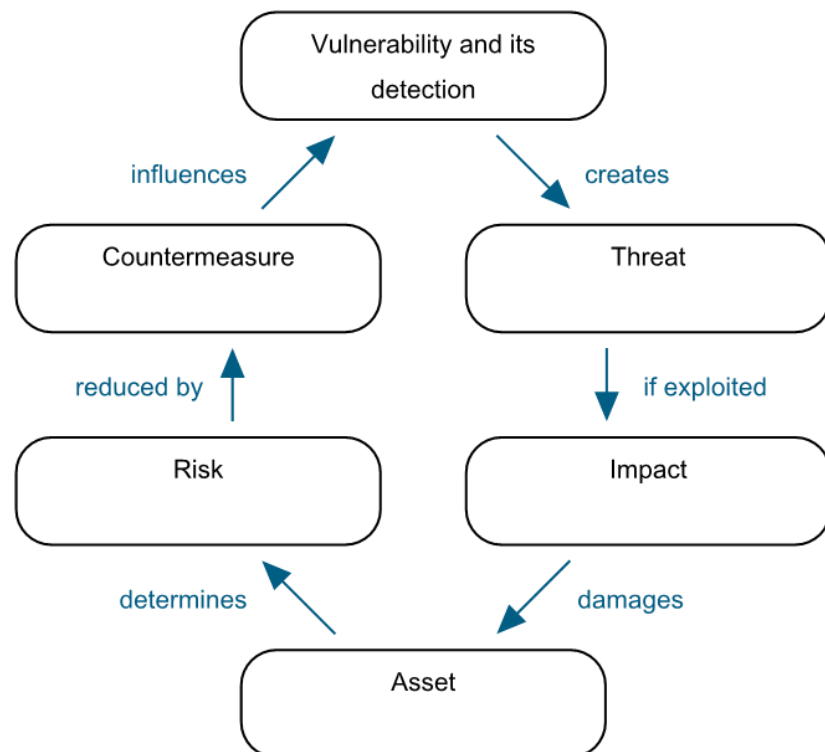 Vulnerability and its
detection
influences
creates
Countermeasure
Threat
reduced by
if exploited
Risk
Impact
determines
damages
Asset